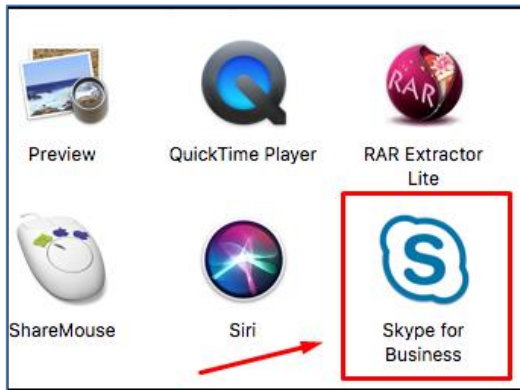 Preview
QuickTime Player
RAR
RAR Extractor
Lite
S
ShareMouse
Siri
Skype for
Business